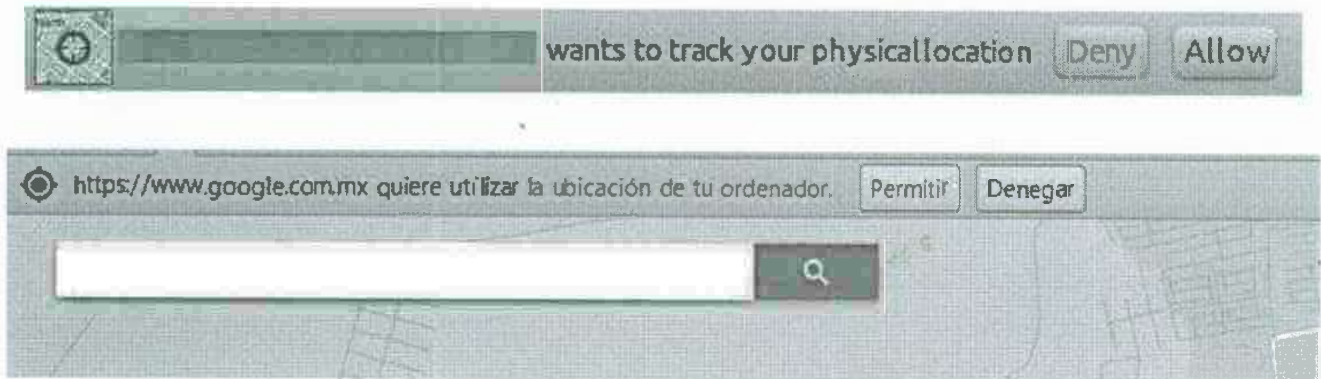 wants to track your physicallocation Deny Allow
https://www.google.com.mx quiere utilizar la ubicación de tu ordenador. Permitir Denegar